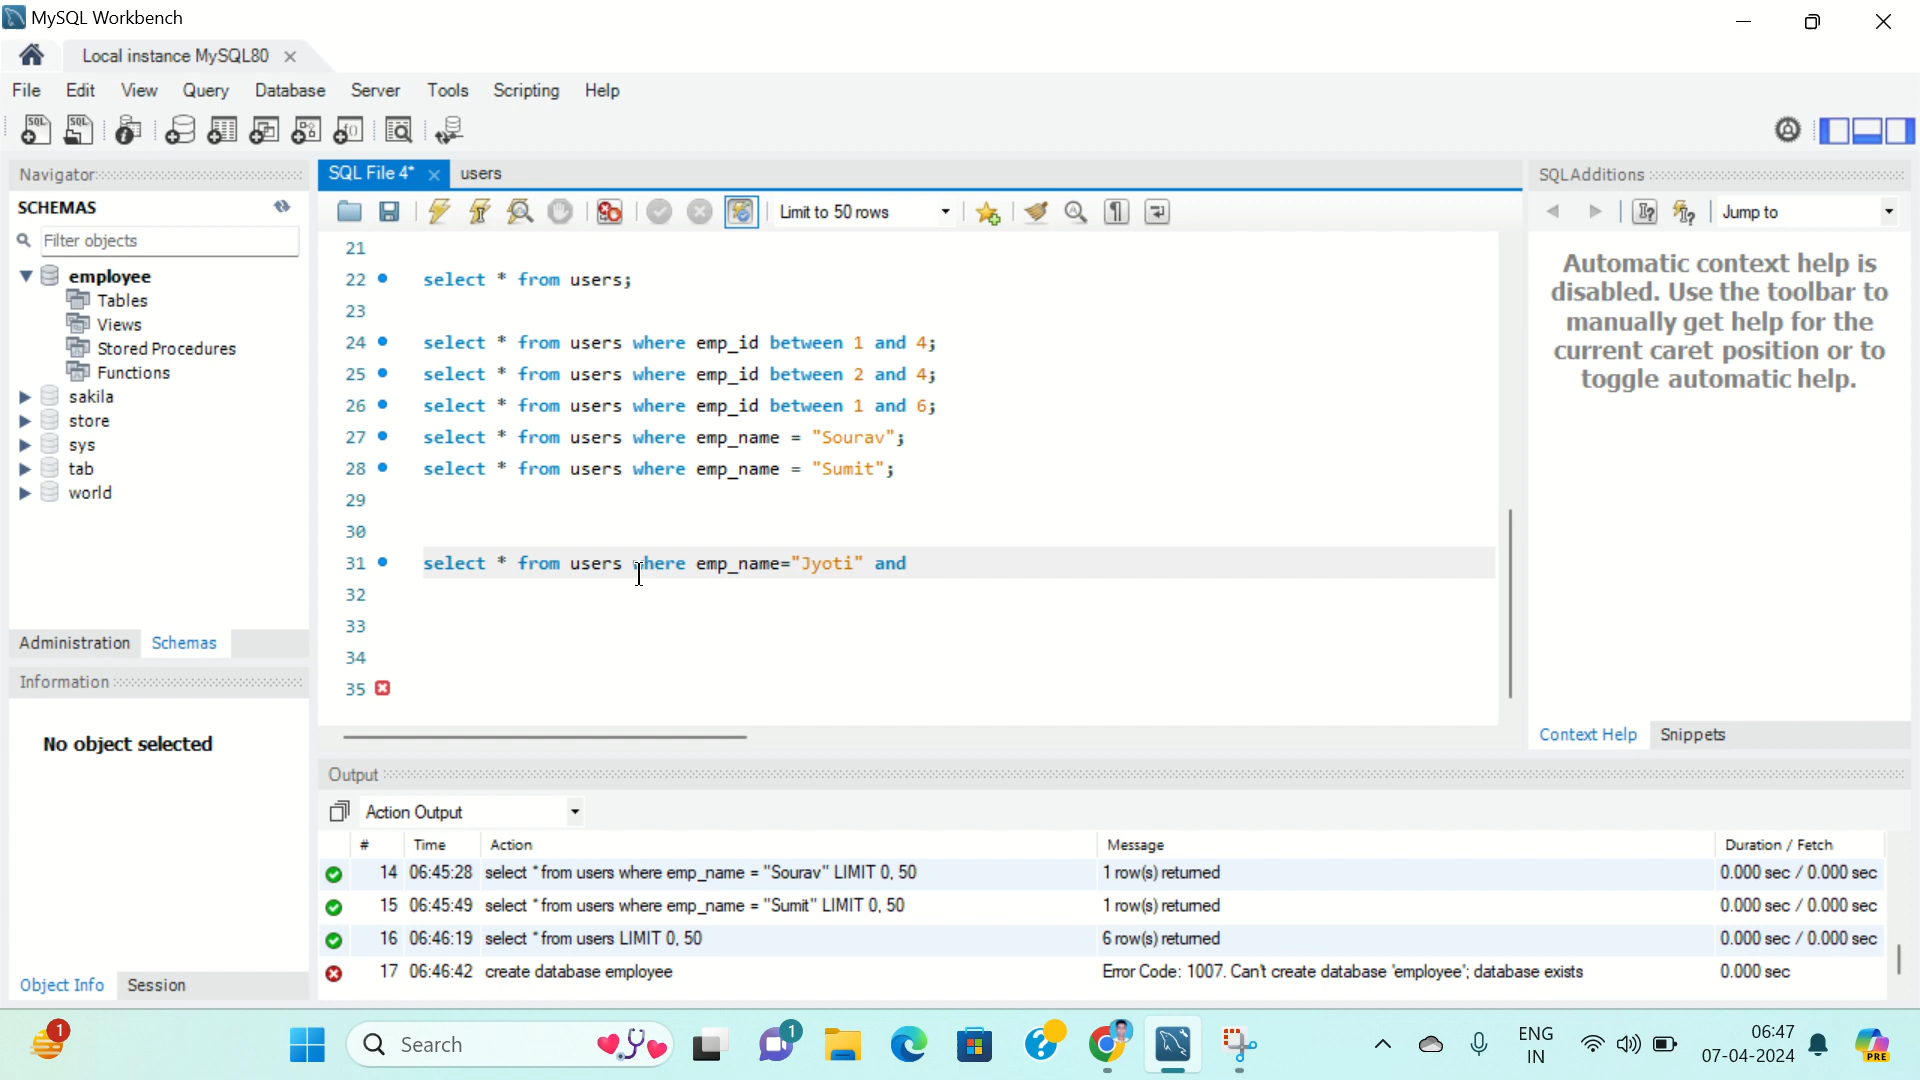 MySQL Workbench
Local instance MySQL80
File Edit View Query Database Server Tools Scripting Help
Navigator
SCHEMAS
Filter objects
employee
Tables
Views
Stored Procedures
Functions
sakila
store
sys
tab
world
Administration Schemas
Information
No object selected
Object Info Session
SQL File 4* users
Limit to 50 rows
21
22 select * from users;
23
24 select * from users where emp_id between 1 and 4;
25 select * from users where emp_id between 2 and 4;
26 select * from users where emp_id between 1 and 6;
27 select * from users where emp_name = "Sourav";
28 select * from users where emp_name = "Sumit";
29
30
31 select * from users where emp_name="Jyoti" and
32
33
34
35
SQLAdditions
Jump to
Automatic context help is
disabled. Use the toolbar to
manually get help for the
current caret position or to
toggle automatic help.
Context Help Snippets
Output
Action Output
# Time Action Message Duration / Fetch
14 06:45:28 select * from users where emp_name = "Sourav" LIMIT 0, 50 1 row(s) returned 0.000 sec / 0.000 sec
15 06:45:49 select * from users where emp_name = "Sumit" LIMIT 0, 50 1 row(s) returned 0.000 sec / 0.000 sec
16 06:46:19 select * from users LIMIT 0, 50 6 row(s) returned 0.000 sec / 0.000 sec
17 06:46:42 create database employee Error Code: 1007. Can't create database 'employee'; database exists 0.000 sec
1
Search
1
ENG
IN
06:47
07-04-2024
PRE